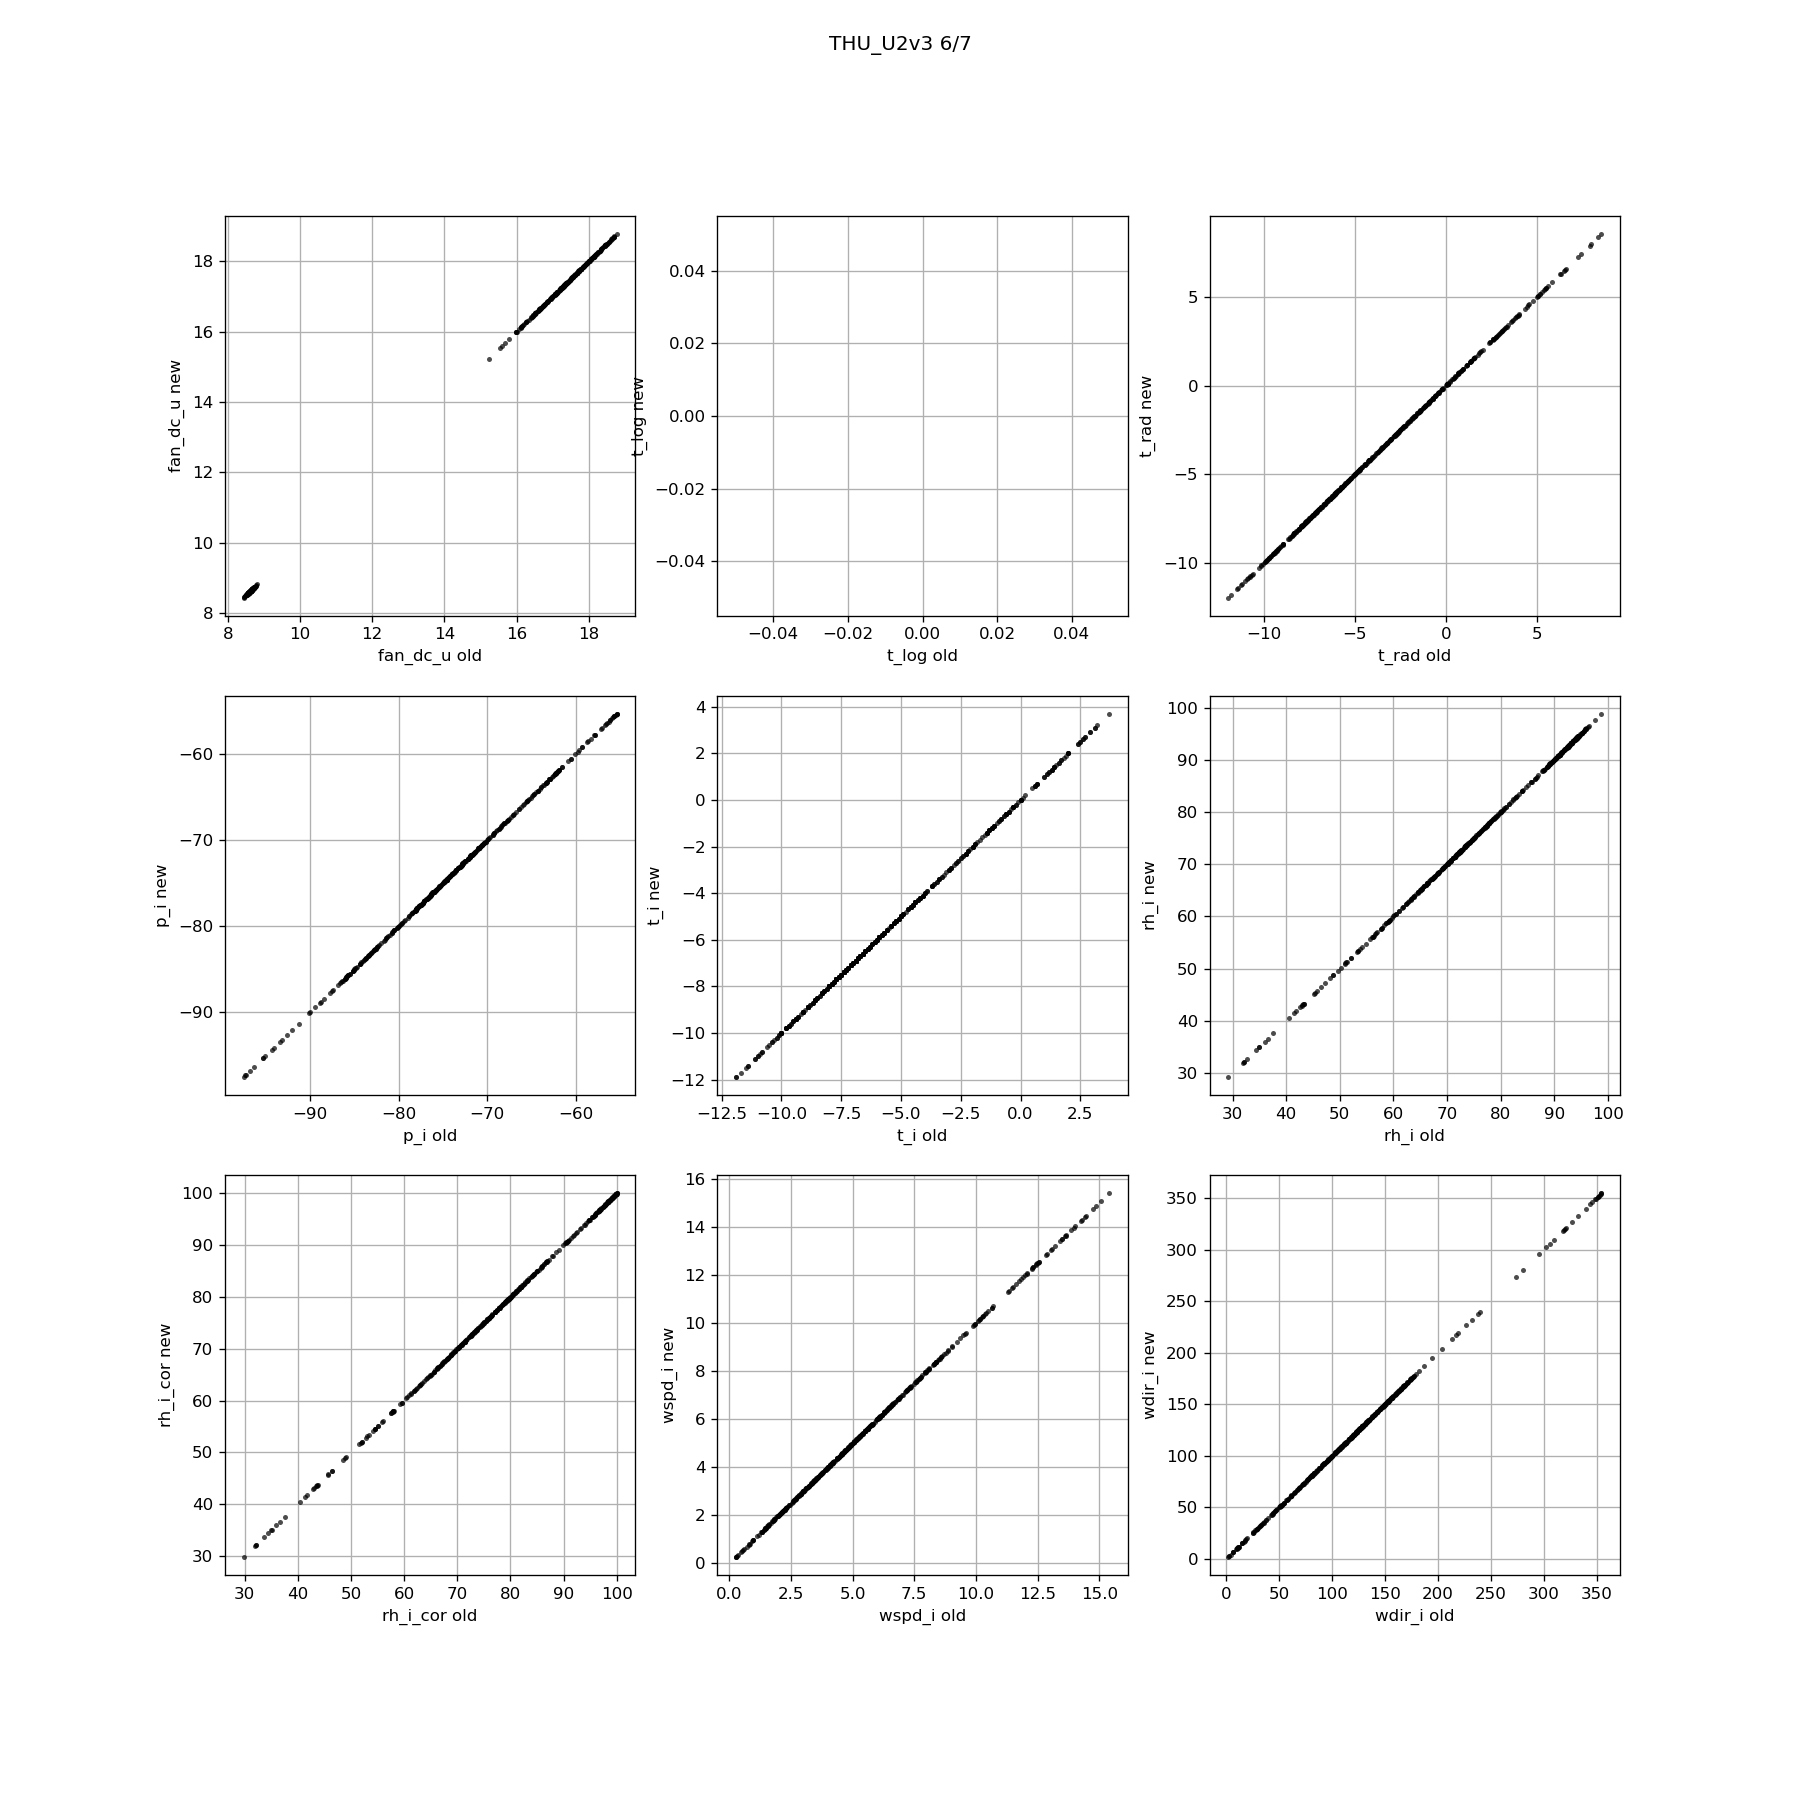 THU_U2v3 6/7
fan_dc_u new
18
16
14
12
10
8
8 10 12 14 16 18
fan_dc_u old
t_log new
0.04
0.02
0.00
−0.02
−0.04
−0.04 −0.02 0.00 0.02 0.04
t_log old
t_rad new
5
0
−5
−10
−10 −5 0 5
t_rad old
p_i new
−60
−70
−80
−90
−90 −80 −70 −60
p_i old
t_i new
4
2
0
−2
−4
−6
−8
−10
−12
−12.5 −10.0 −7.5 −5.0 −2.5 0.0 2.5
t_i old
rh_i new
100
90
80
70
60
50
40
30
30 40 50 60 70 80 90 100
rh_i old
rh_i_cor new
100
90
80
70
60
50
40
30
30 40 50 60 70 80 90 100
rh_i_cor old
wspd_i new
16
14
12
10
8
6
4
2
0
0.0 2.5 5.0 7.5 10.0 12.5 15.0
wspd_i old
wdir_i new
350
300
250
200
150
100
50
0
0 50 100 150 200 250 300 350
wdir_i old